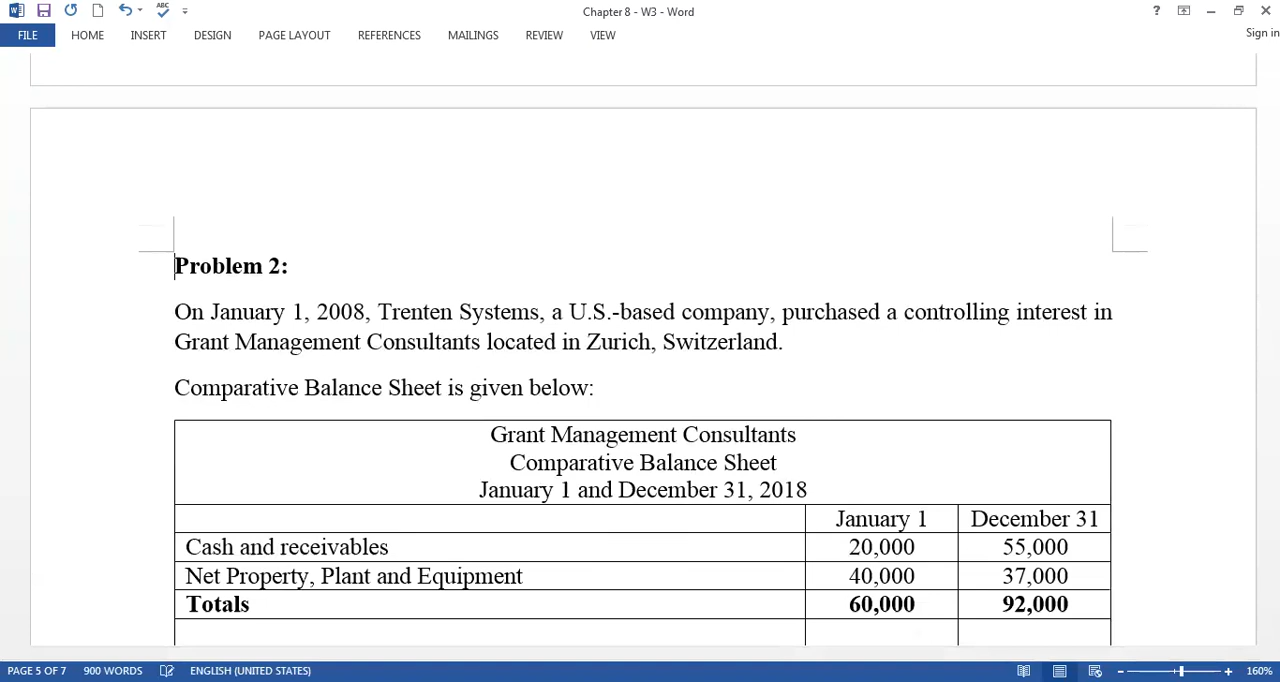 ABC
Chapter 8 - W3 - Word
?
FILE HOME INSERT DESIGN PAGE LAYOUT REFERENCES MAILINGS REVIEW VIEW Sign in
Problem 2:
On January 1, 2008, Trenten Systems, a U.S.-based company, purchased a controlling interest in
Grant Management Consultants located in Zurich, Switzerland.
Comparative Balance Sheet is given below:
Grant Management Consultants
Comparative Balance Sheet
January 1 and December 31, 2018
January 1 December 31
Cash and receivables 20,000 55,000
Net Property, Plant and Equipment 40,000 37,000
Totals 60,000 92,000
PAGE 5 OF 7 900 WORDS ENGLISH (UNITED STATES) 160%